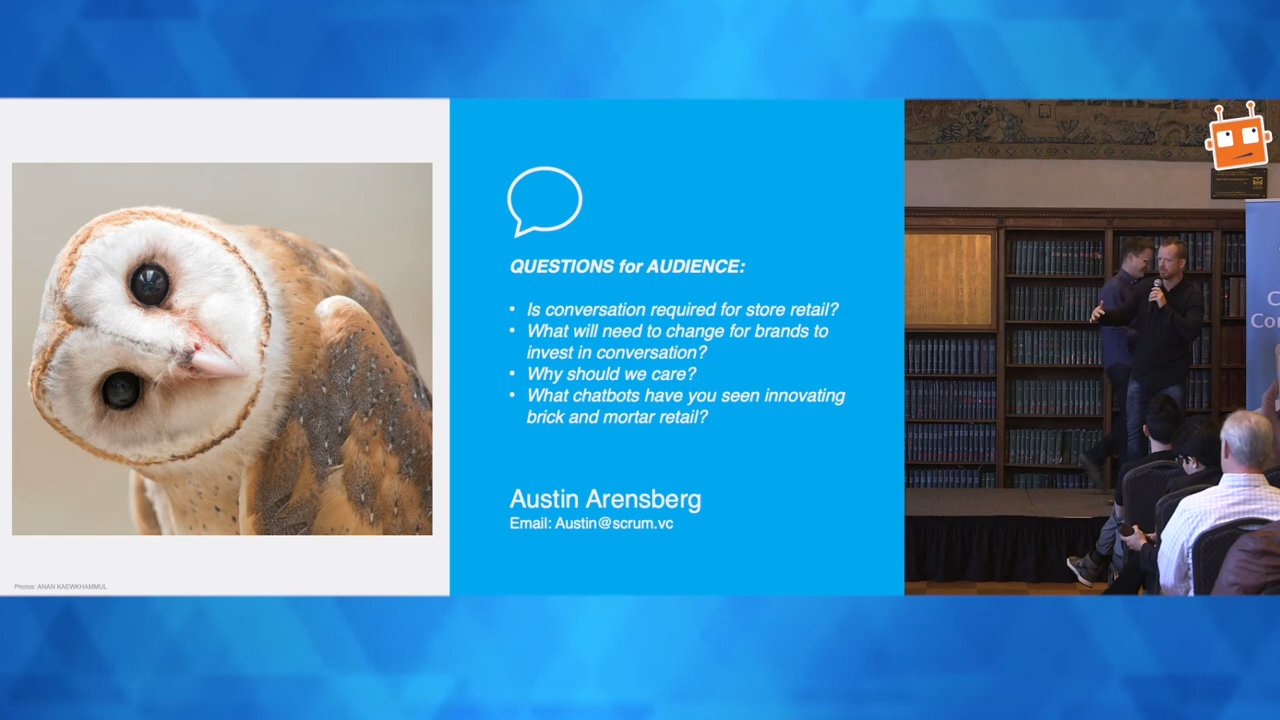 QUESTIONS for AUDIENCE:
• Is conversation required for store retail?
• What will need to change for brands to
invest in conversation?
• Why should we care?
• What chatbots have you seen innovating
brick and mortar retail?
Austin Arensberg
Email: Austin@scrum.vc
Photos: ANAN KAEWKHAMMUL